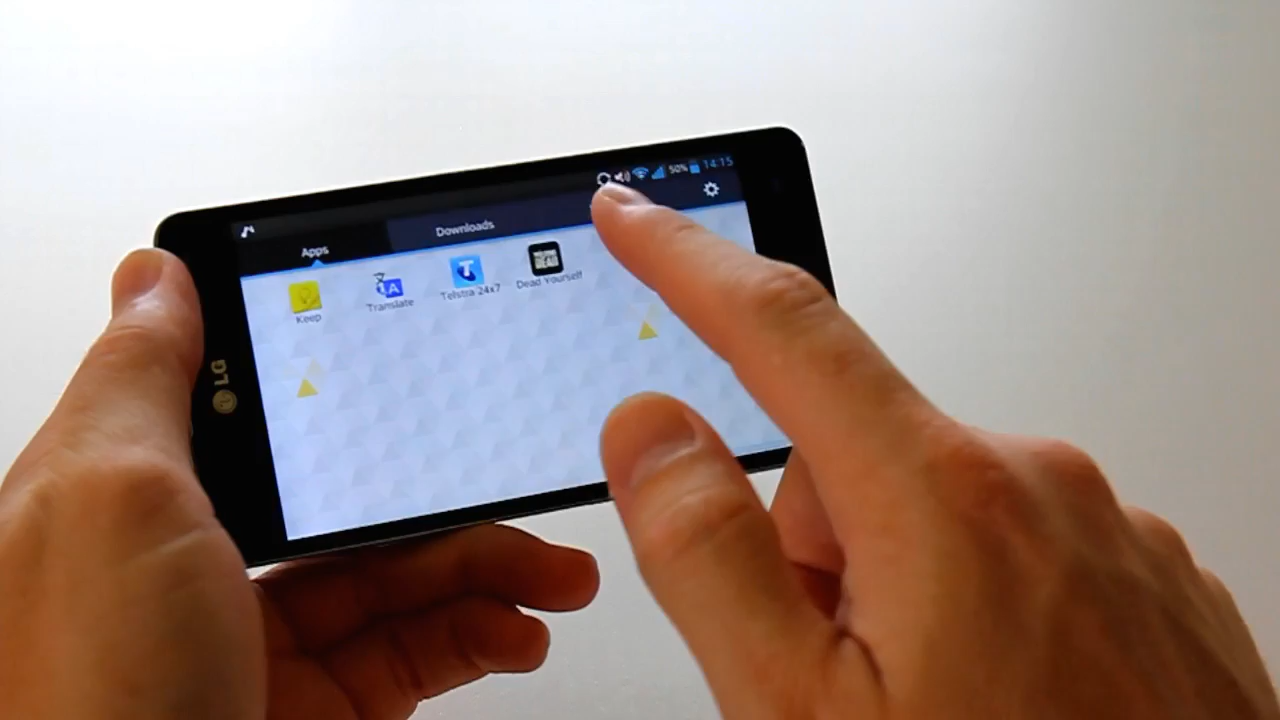 50% 14:15
Apps
Downloads
Keep
Translate
Telstra 24x7
Dead Yourself
LG